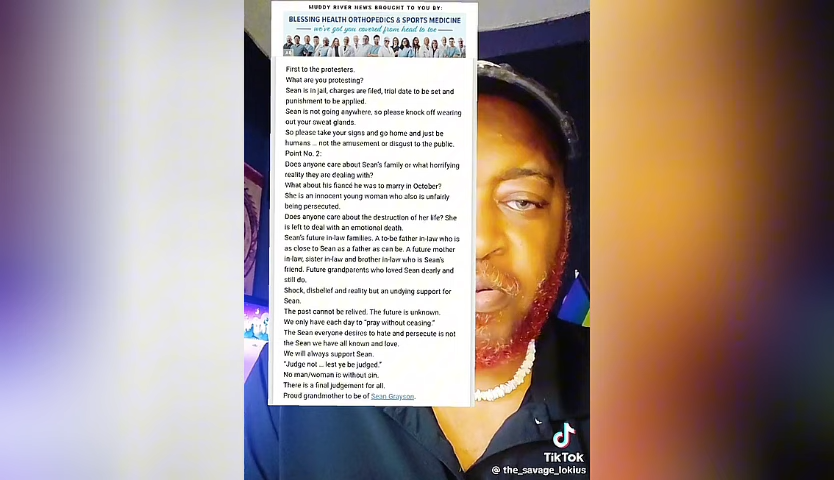 MUDDY RIVER NEWS BROUGHT TO YOU BY:
BLESSING HEALTH ORTHOPEDICS & SPORTS MEDICINE
we've got you covered from head to toe
First to the protesters.
What are you protesting?
Sean is in jail, charges are filed, trial date to be set and
punishment to be applied.
Sean is not going anywhere, so please knock off wearing
out your sweat glands.
So please take your signs and go home and just be
humans ... not the amusement or disgust to the public.
Point No. 2:
Does anyone care about Sean's family or what horrifying
reality they are dealing with?
What about his fiancé he was to marry in October?
She is an innocent young woman who also is unfairly
being persecuted.
Does anyone care about the destruction of her life? She
is left to deal with an emotional death.
Sean's future in-law families. A to-be father in-law who is
as close to Sean as a father as can be. A future mother
in-law, sister in-law and brother in-law who is Sean's
friend. Future grandparents who loved Sean dearly and
still do.
Shock, disbelief and reality but an undying support for
Sean.
The past cannot be relived. The future is unknown.
We only have each day to "pray without ceasing."
The Sean everyone desires to hate and persecute is not
the Sean we have all known and love.
We will always support Sean.
"Judge not ... lest ye be judged."
No man/woman is without sin.
There is a final judgement for all.
Proud grandmother to be of Sean Grayson.
TikTok
@ the_savage_lokius